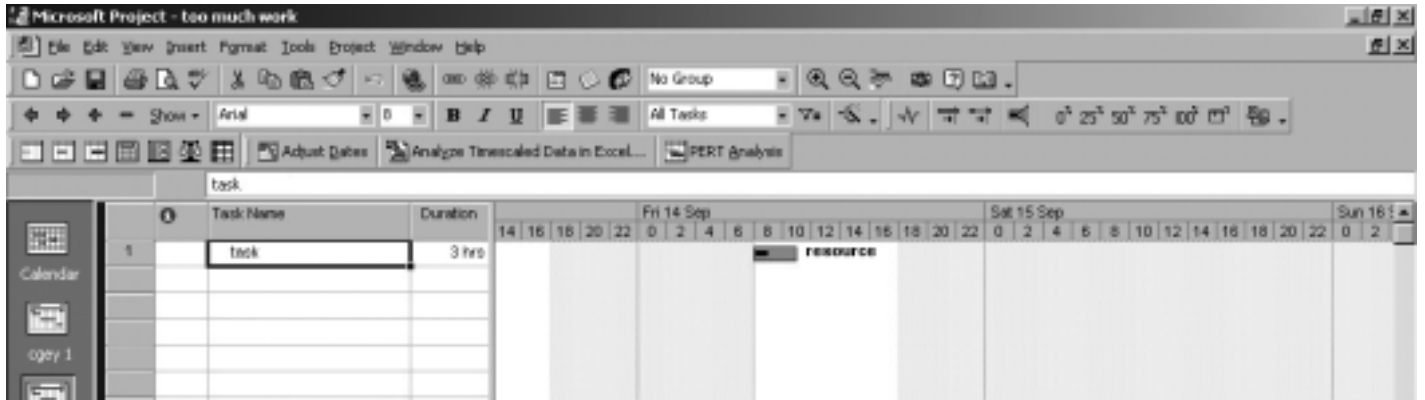 Microsoft Project - too much work
File Edit View Insert Format Tools Project Window Help
No Group
Show Arial 8 B I U All Tasks 0% 25% 50% 75% 100%
Adjust Dates Analyze Timescaled Data in Excel.... PERT Analysis
task
Task Name Duration Fri 14 Sep Sat 15 Sep Sun 16 S
14 16 18 20 22 0 2 4 6 8 10 12 14 16 18 20 22 0 2 4 6 8 10 12 14 16 18 20 22 0 2
1 task 3 hrs resource
Calendar
cgey 1